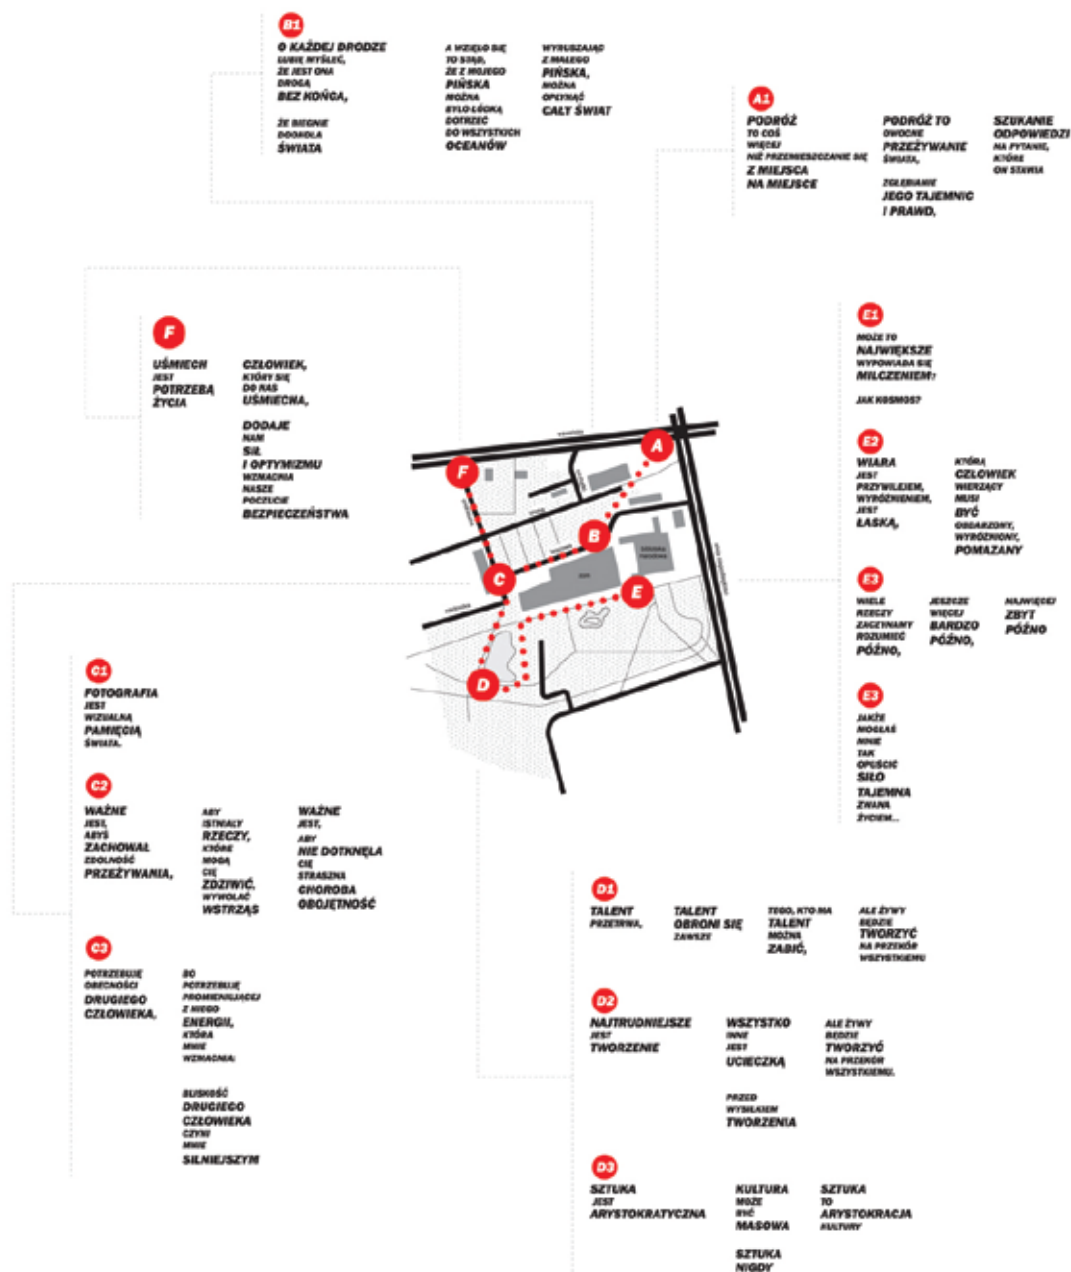 B1
O KAŻDEJ DRODZE
LUBIĘ MYŚLEĆ,
ŻE JEST ONA
DROGĄ
BEZ KOŃCA,
ŻE BIEGNIE
DOOKOŁA
ŚWIATA
A WZIĘŁO SIĘ
TO STĄD,
ŻE Z MOJEGO
PIŃSKA
MOŻNA
BYŁO ŁÓDKĄ
DOTRZEĆ
DO WSZYSTKICH
OCEANÓW
WYRUSZAJĄC
Z MAŁEGO
PIŃSKA,
MOŻNA
OPŁYNĄĆ
CAŁY ŚWIAT
A1
PODRÓŻ
TO COŚ
WIĘCEJ
NIŻ PRZEMIESZCZANIE SIĘ
Z MIEJSCA
NA MIEJSCE
PODRÓŻ TO
OWOCNE
PRZEŻYWANIE
ŚWIATA,
ZGŁĘBIANIE
JEGO TAJEMNIC
I PRAWD,
SZUKANIE
ODPOWIEDZI
NA PYTANIE,
KTÓRE
ON STAWIA
F
UŚMIECH
JEST
POTRZEBĄ
ŻYCIA
CZŁOWIEK,
KTÓRY SIĘ
DO NAS
UŚMIECHA,
DODAJE
NAM
SIŁ
I OPTYMIZMU
WZMACNIA
NASZE
POCZUCIE
BEZPIECZEŃSTWA
E1
MOŻE TO
NAJWIĘKSZE
WYPOWIADA SIĘ
MILCZENIEM?
JAK KOSMOS?
E2
WIARA
JEST
PRZYWILEJEM,
WYRÓŻNIENIEM,
JEST
ŁASKĄ,
KTÓRĄ
CZŁOWIEK
WIERZĄCY
MUSI
BYĆ
OBDARZONY,
WYRÓŻNIONY,
POMAZANY
E3
WIELE
RZECZY
ZACZYNAMY
ROZUMIEĆ
PÓŹNO,
JESZCZE
WIĘCEJ
BARDZO
PÓŹNO,
NAJWIĘCEJ
ZBYT
PÓŹNO
E3
JAKŻE
MOGŁAŚ
MNIE
TAK
OPUŚCIĆ
SIŁO
TAJEMNA
ZWANA
ŻYCIEM...
A
F
B
C
E
D
biblioteka
narodowa
C1
FOTOGRAFIA
JEST
WIZUALNĄ
PAMIĘCIĄ
ŚWIATA.
C2
WAŻNE
JEST,
ABYŚ
ZACHOWAŁ
ZDOLNOŚĆ
PRZEŻYWANIA,
ABY
ISTNIAŁY
RZECZY,
KTÓRE
MOGĄ
CIĘ
ZDZIWIĆ,
WYWOŁAĆ
WSTRZĄS
WAŻNE
JEST,
ABY
NIE DOTKNĘŁA
CIĘ
STRASZNA
CHOROBA
OBOJĘTNOŚĆ
C3
POTRZEBUJĘ
OBECNOŚCI
DRUGIEGO
CZŁOWIEKA,
BO
POTRZEBUJĘ
PROMIENIUJĄCEJ
Z NIEGO
ENERGII,
KTÓRA
MNIE
WZMACNIA:
BLISKOŚĆ
DRUGIEGO
CZŁOWIEKA
CZYNI
MNIE
SILNIEJSZYM
D1
TALENT
PRZETRWA,
TALENT
OBRONI SIĘ
ZAWSZE
TEGO, KTO MA
TALENT
MOŻNA
ZABIĆ,
ALE ŻYWY
BĘDZIE
TWORZYĆ
NA PRZEKÓR
WSZYSTKIEMU
D2
NAJTRUDNIEJSZE
JEST
TWORZENIE
WSZYSTKO
INNE
JEST
UCIECZKĄ
PRZED
WYSIŁKIEM
TWORZENIA
ALE ŻYWY
BĘDZIE
TWORZYĆ
NA PRZEKÓR
WSZYSTKIEMU.
D3
SZTUKA
JEST
ARYSTOKRATYCZNA
KULTURA
MOŻE
BYĆ
MASOWA
SZTUKA
NIGDY
SZTUKA
TO
ARYSTOKRACJA
KULTURY